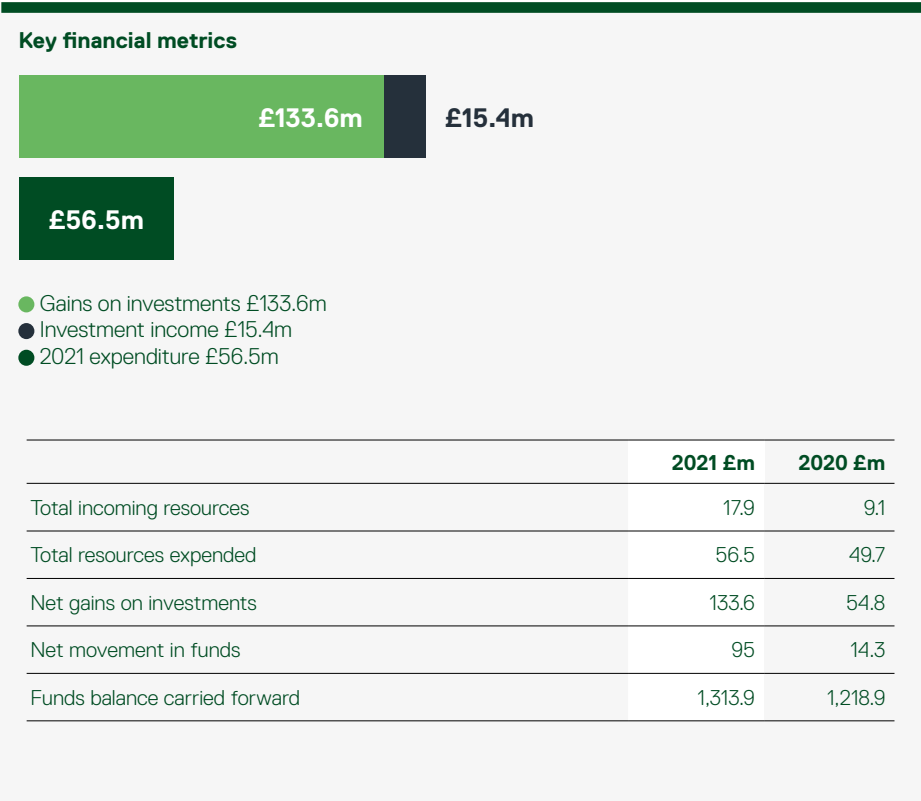 Key financial metrics
£133.6m £15.4m
£56.5m
Gains on investments £133.6m
Investment income £15.4m
2021 expenditure £56.5m
2021 £m 2020 £m
Total incoming resources 17.9 9.1
Total resources expended 56.5 49.7
Net gains on investments 133.6 54.8
Net movement in funds 95 14.3
Funds balance carried forward 1,313.9 1,218.9